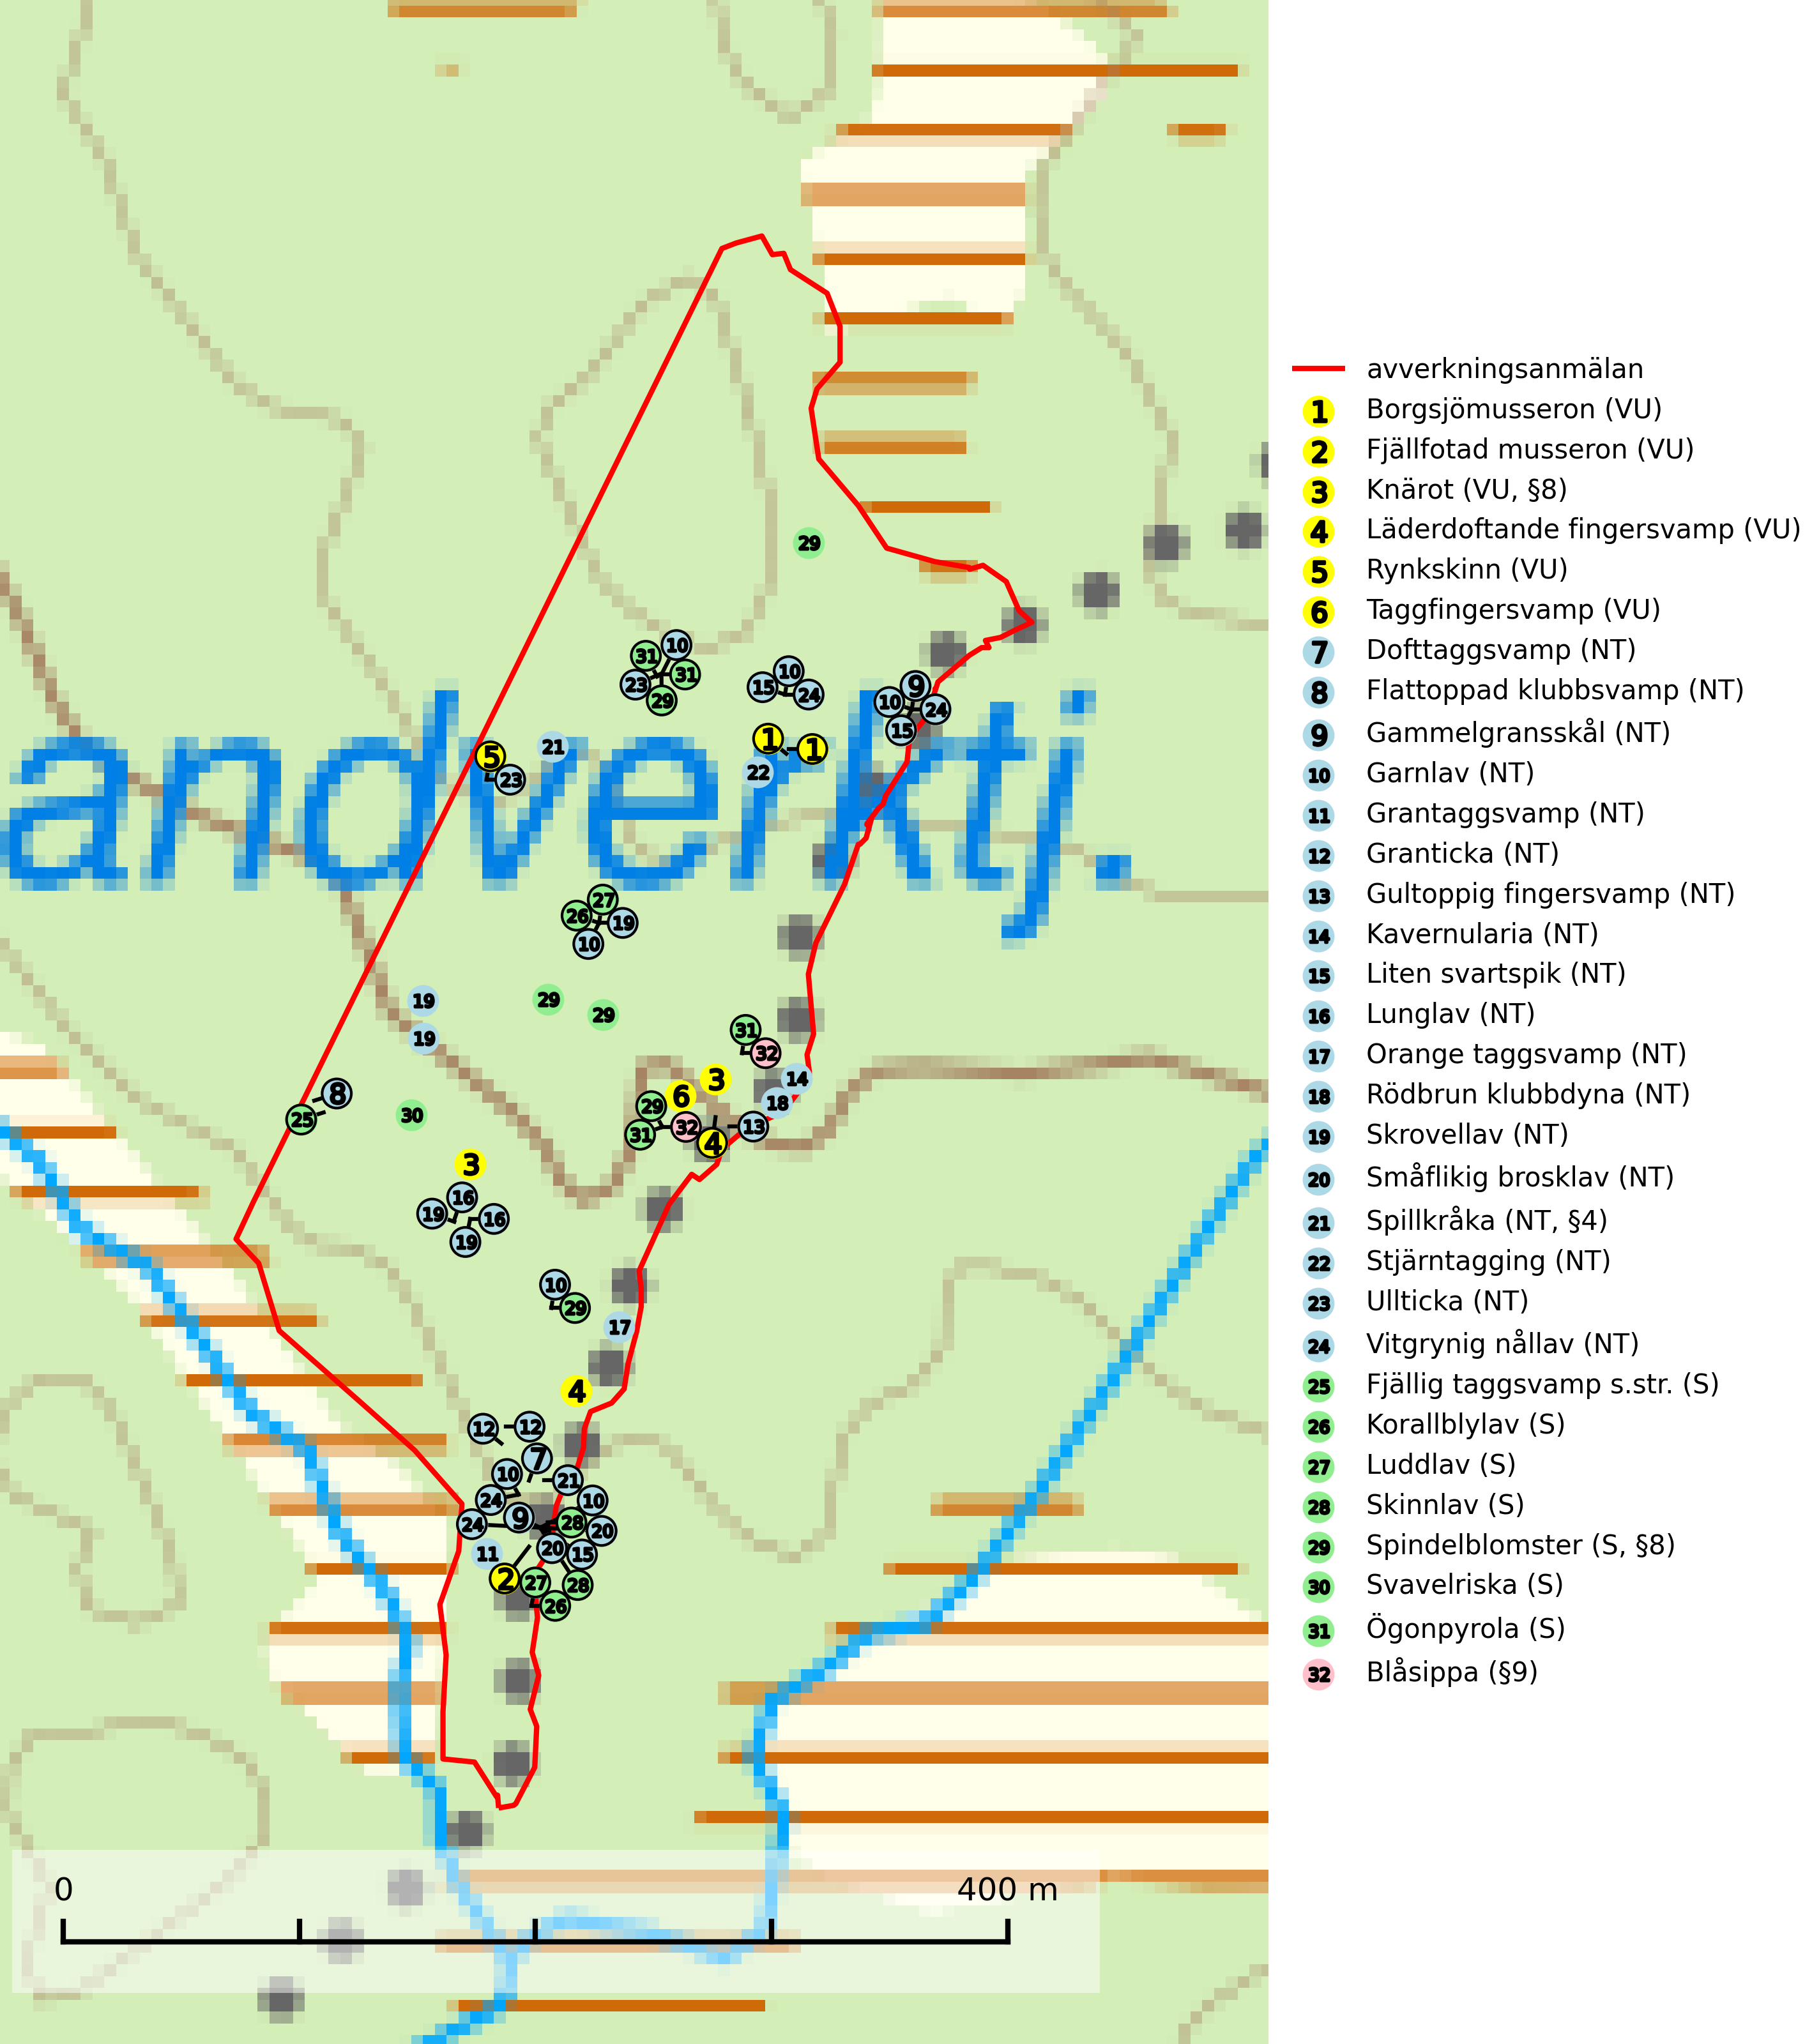 29
31
10
23
31
29
10
15
24
9
10
24
15
andverktj.
5
23
21
1
1
22
27
26
19
10
19
29
29
19
31
32
3
14
8
25
30
6
18
29
31
32
4
13
3
16
19
16
19
10
29
17
4
12
12
7
10
21
24
10
24
9
28
20
11
20
15
2
27
28
26
0
400 m
avverkningsanmälan
1 Borgsjömusseron (VU)
2 Fjällfotad musseron (VU)
3 Knärot (VU, §8)
4 Läderdoftande fingersvamp (VU)
5 Rynkskinn (VU)
6 Taggfingersvamp (VU)
7 Dofttaggsvamp (NT)
8 Flattoppad klubbsvamp (NT)
9 Gammelgransskål (NT)
10 Garnlav (NT)
11 Grantaggsvamp (NT)
12 Granticka (NT)
13 Gultoppig fingersvamp (NT)
14 Kavernularia (NT)
15 Liten svartspik (NT)
16 Lunglav (NT)
17 Orange taggsvamp (NT)
18 Rödbrun klubbdyna (NT)
19 Skrovellav (NT)
20 Småflikig brosklav (NT)
21 Spillkråka (NT, §4)
22 Stjärntagging (NT)
23 Ullticka (NT)
24 Vitgrynig nållav (NT)
25 Fjällig taggsvamp s.str. (S)
26 Korallblylav (S)
27 Luddlav (S)
28 Skinnlav (S)
29 Spindelblomster (S, §8)
30 Svavelriska (S)
31 Ögonpyrola (S)
32 Blåsippa (§9)